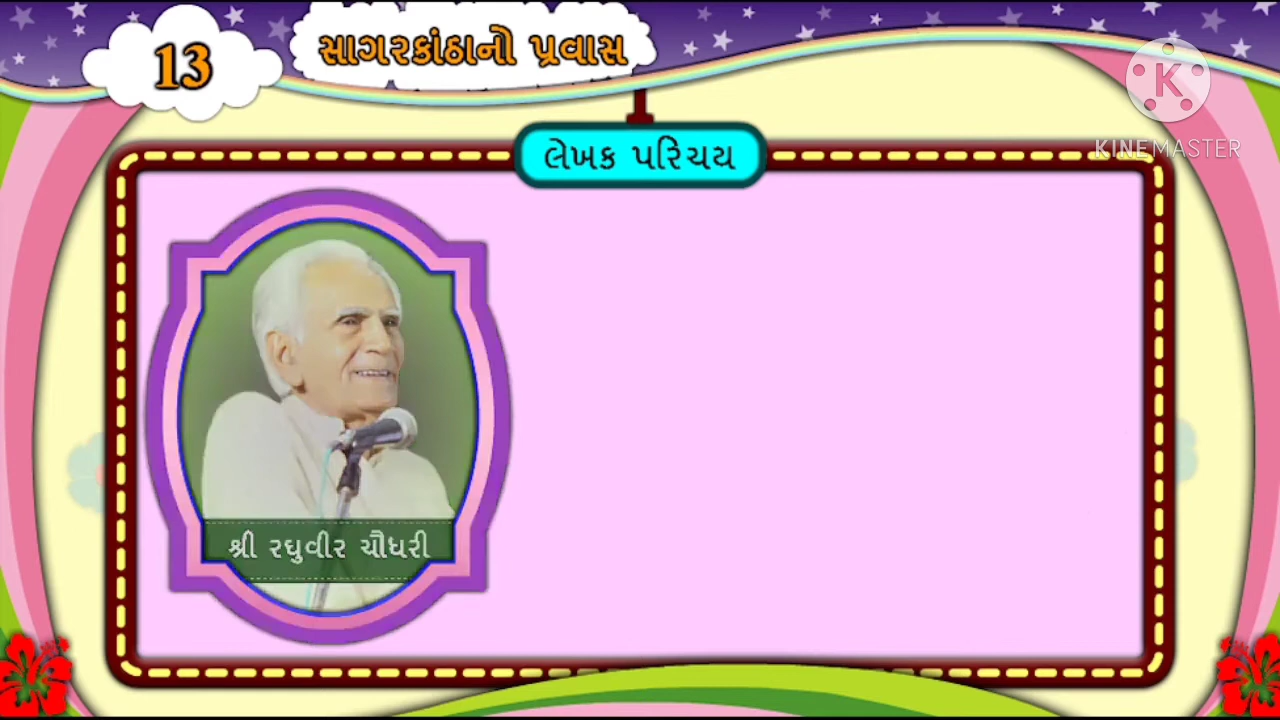 13
સાગરકાંઠાનો પ્રવાસ
K
KINEMASTER
લેખક પરિચય
શ્રી રઘુવીર ચૌધરી